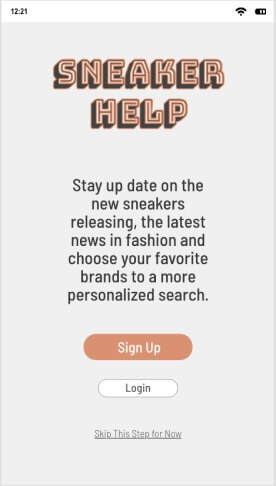 12:21
SNEAKER
HELP
Stay up date on the
new sneakers
releasing, the latest
news in fashion and
choose your favorite
brands to a more
personalized search.
Sign Up
Login
Skip This Step for Now